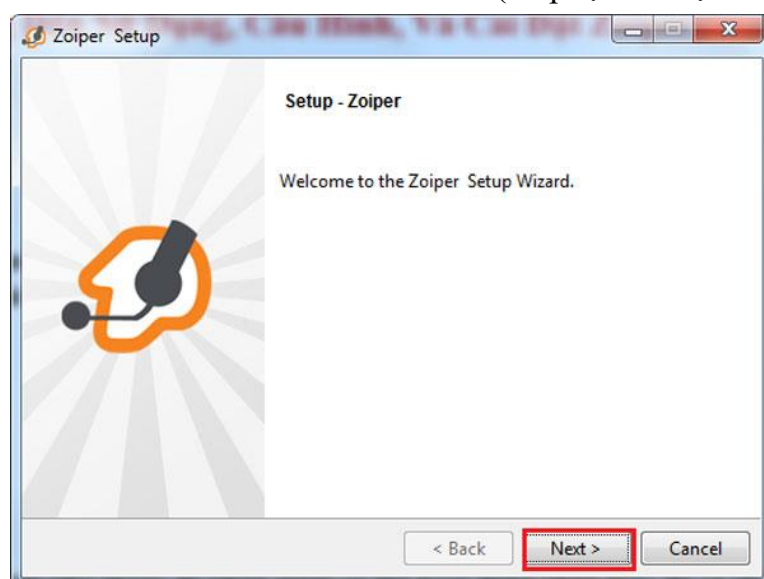 Zoiper Setup
Setup - Zoiper
Welcome to the Zoiper Setup Wizard.
< Back
Next >
Cancel